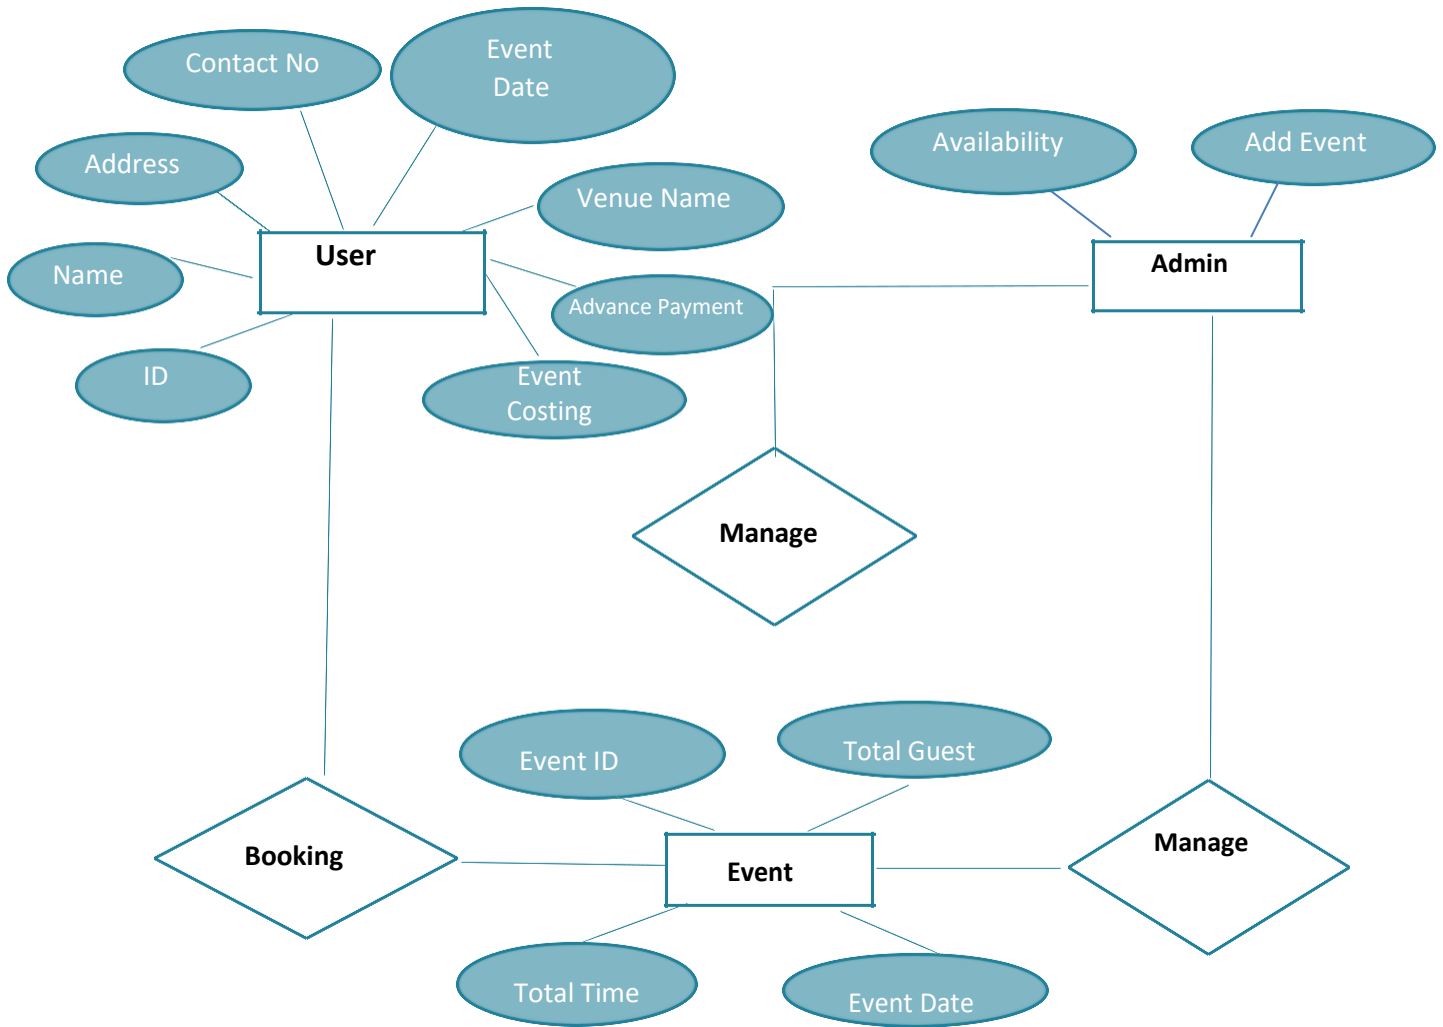 Contact No
Event
Date
Address
Availability
Add Event
Venue Name
User
Admin
Name
Advance Payment
ID
Event
Costing
Manage
Event ID
Total Guest
Booking
Manage
Event
Total Time
Event Date